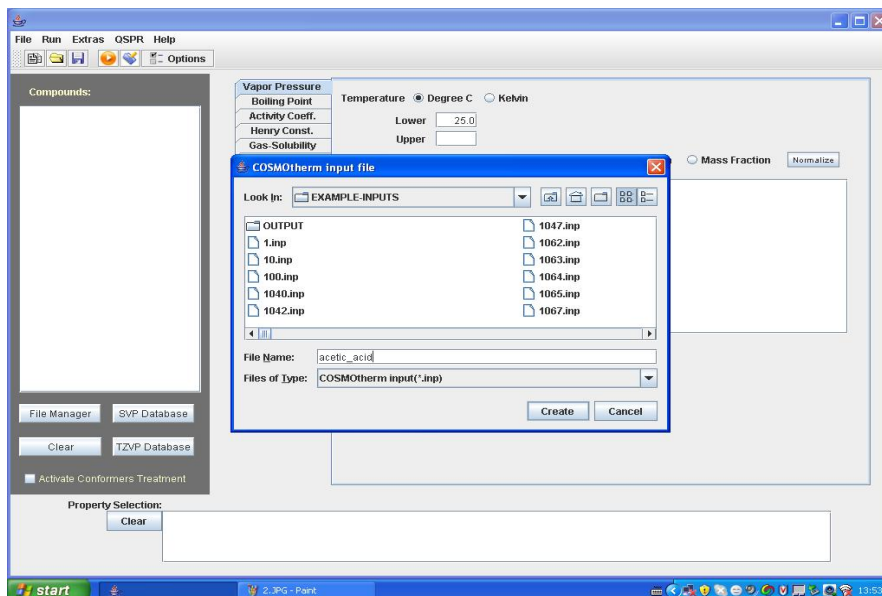 File Run Extras QSPR Help
Options
Compounds:
Vapor Pressure
Boiling Point
Activity Coeff.
Henry Const.
Gas-Solubility
Temperature Degree C Kelvin
Lower 25.0
Upper
Mass Fraction Normalize
COSMOtherm input file
Look In: EXAMPLE-INPUTS
OUTPUT
1.inp
10.inp
100.inp
1040.inp
1042.inp
1047.inp
1062.inp
1063.inp
1064.inp
1065.inp
1067.inp
File Name: acetic_acid
Files of Type: COSMOtherm input(*.inp)
Create Cancel
File Manager SVP Database
Clear TZVP Database
Activate Conformers Treatment
Property Selection:
Clear
start 2.JPG - Paint 13:53